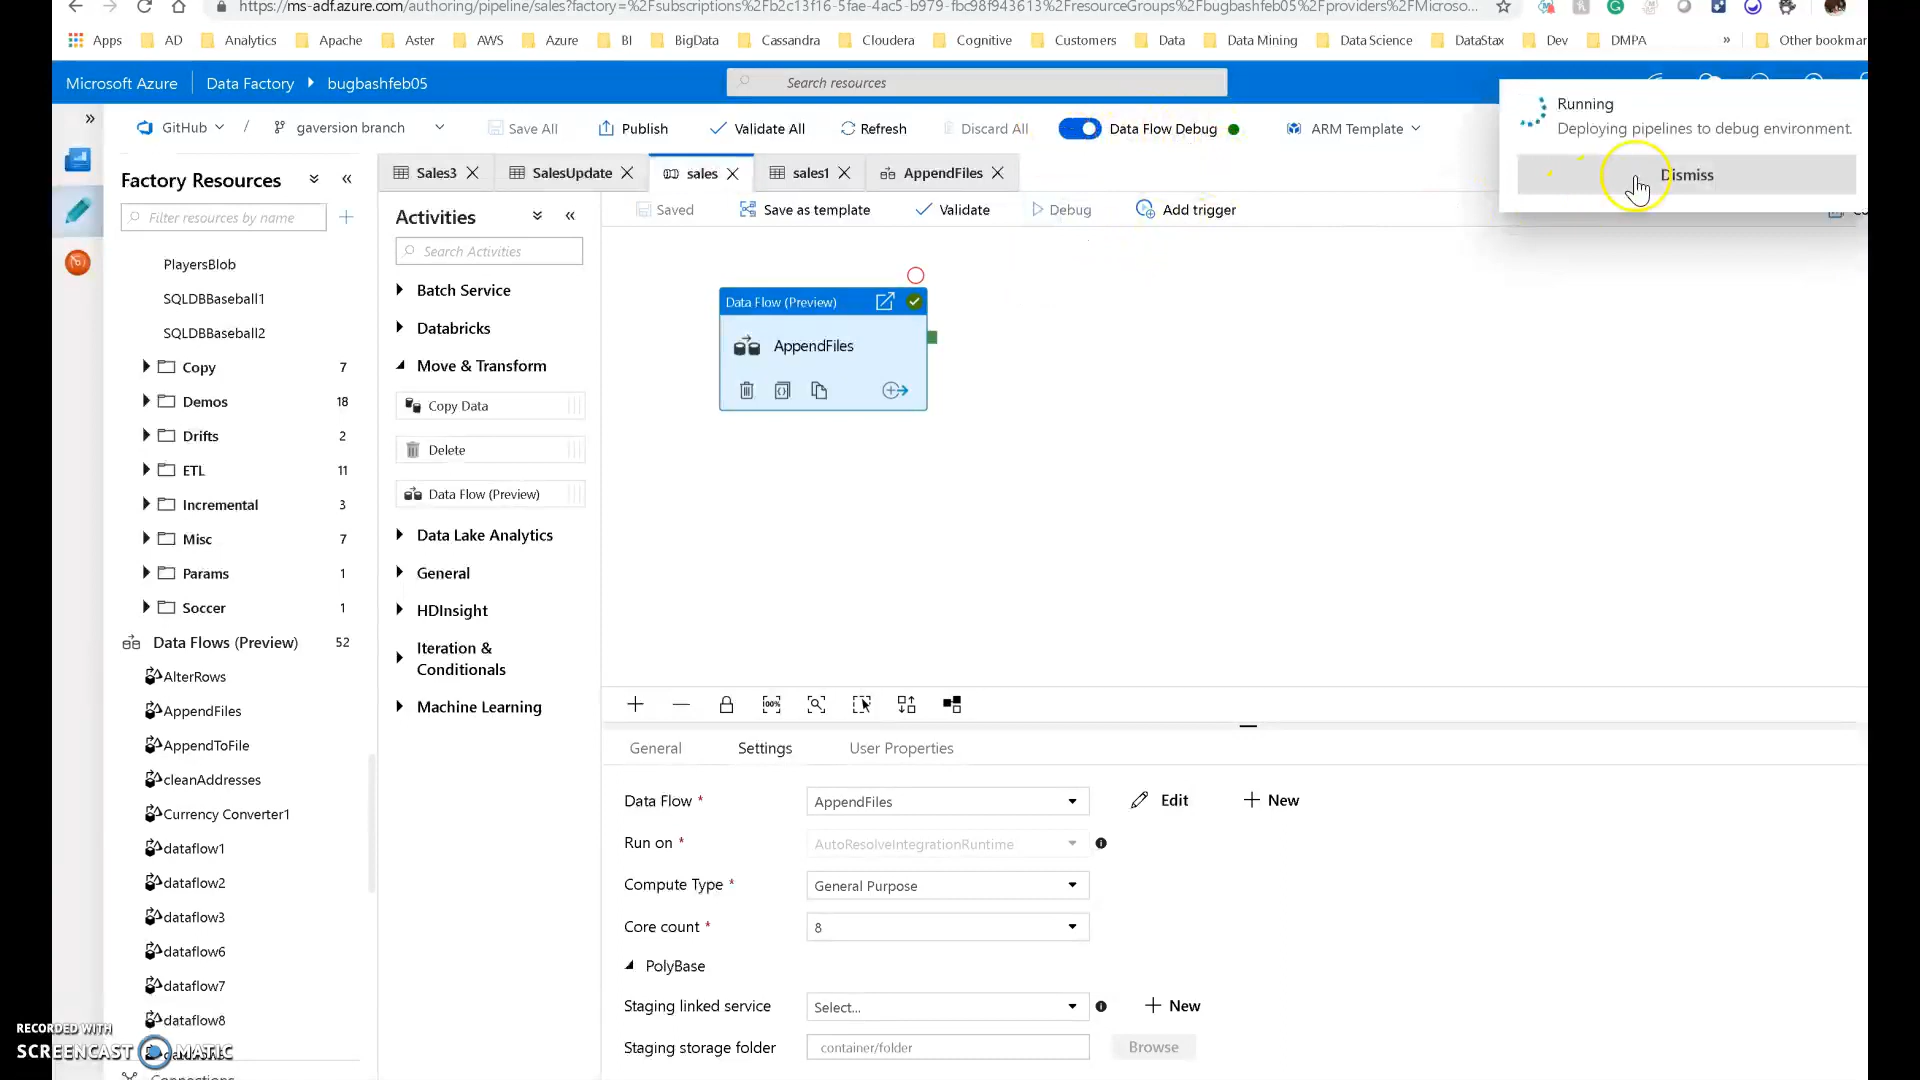 https://ms-adf.azure.com/authoring/pipeline/sales?factory=%2Fsubscriptions%2Fb2c13f16-5fae-4ac5-b979-fbc98f943613%2FresourceGroups%2Fbugbashfeb05%2Fproviders%2FMicroso...
Apps AD Analytics Apache Aster AWS Azure BI BigData Cassandra Cloudera Cognitive Customers Data Data Mining Data Science DataStax Dev DMPA » Other bookmar
Microsoft Azure Data Factory bugbashfeb05 Search resources
Running
Deploying pipelines to debug environment.
Dismiss
GitHub / gaversion branch Save All Publish Validate All Refresh Discard All Data Flow Debug ARM Template
Factory Resources
Filter resources by name
PlayersBlob
SQLDBBaseball1
SQLDBBaseball2
Copy 7
Demos 18
Drifts 2
ETL 11
Incremental 3
Misc 7
Params 1
Soccer 1
Data Flows (Preview) 52
AlterRows
AppendFiles
AppendToFile
cleanAddresses
Currency Converter1
dataflow1
dataflow2
dataflow3
dataflow6
dataflow7
dataflow8
Connections
Sales3 SalesUpdate sales sales1 AppendFiles
Activities
Search Activities
Batch Service
Databricks
Move & Transform
Copy Data
Delete
Data Flow (Preview)
Data Lake Analytics
General
HDInsight
Iteration &
Conditionals
Machine Learning
Saved Save as template Validate Debug Add trigger
Data Flow (Preview)
AppendFiles
100%
General Settings User Properties
Data Flow * AppendFiles Edit New
Run on * AutoResolveIntegrationRuntime
Compute Type * General Purpose
Core count * 8
PolyBase
Staging linked service Select... New
Staging storage folder container/folder Browse
RECORDED WITH
SCREENCAST MATIC